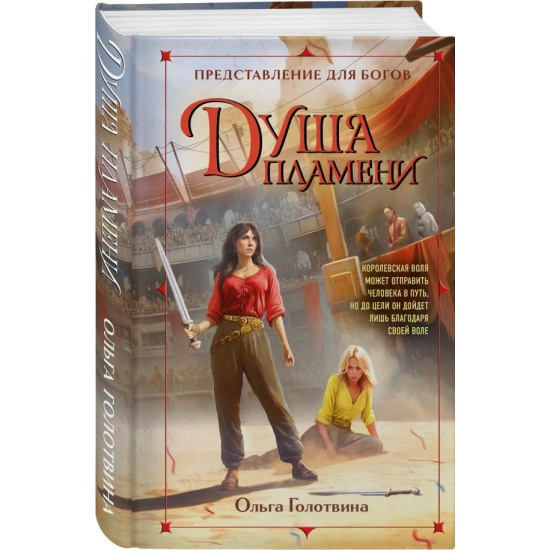 ПРЕДСТАВЛЕНИЕ ДЛЯ БОГОВ
ДУША
ПЛАМЕНИ
КОРОЛЕВСКАЯ ВОЛЯ
МОЖЕТ ОТПРАВИТЬ
ЧЕЛОВЕКА В ПУТЬ,
НО ДО ЦЕЛИ ОН ДОЙДЕТ
ЛИШЬ БЛАГОДАРЯ
СВОЕЙ ВОЛЕ
Ольга Голотвина
ДУША ПЛАМЕНИ ОЛЬГА ГОЛОТВИНА